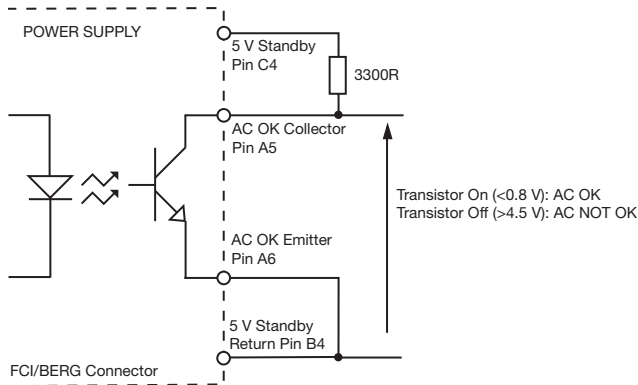 POWER SUPPLY
5 V Standby
Pin C4
3300R
AC OK Collector
Pin A5
Transistor On (<0.8 V): AC OK
Transistor Off (>4.5 V): AC NOT OK
AC OK Emitter
Pin A6
5 V Standby
Return Pin B4
FCI/BERG Connector